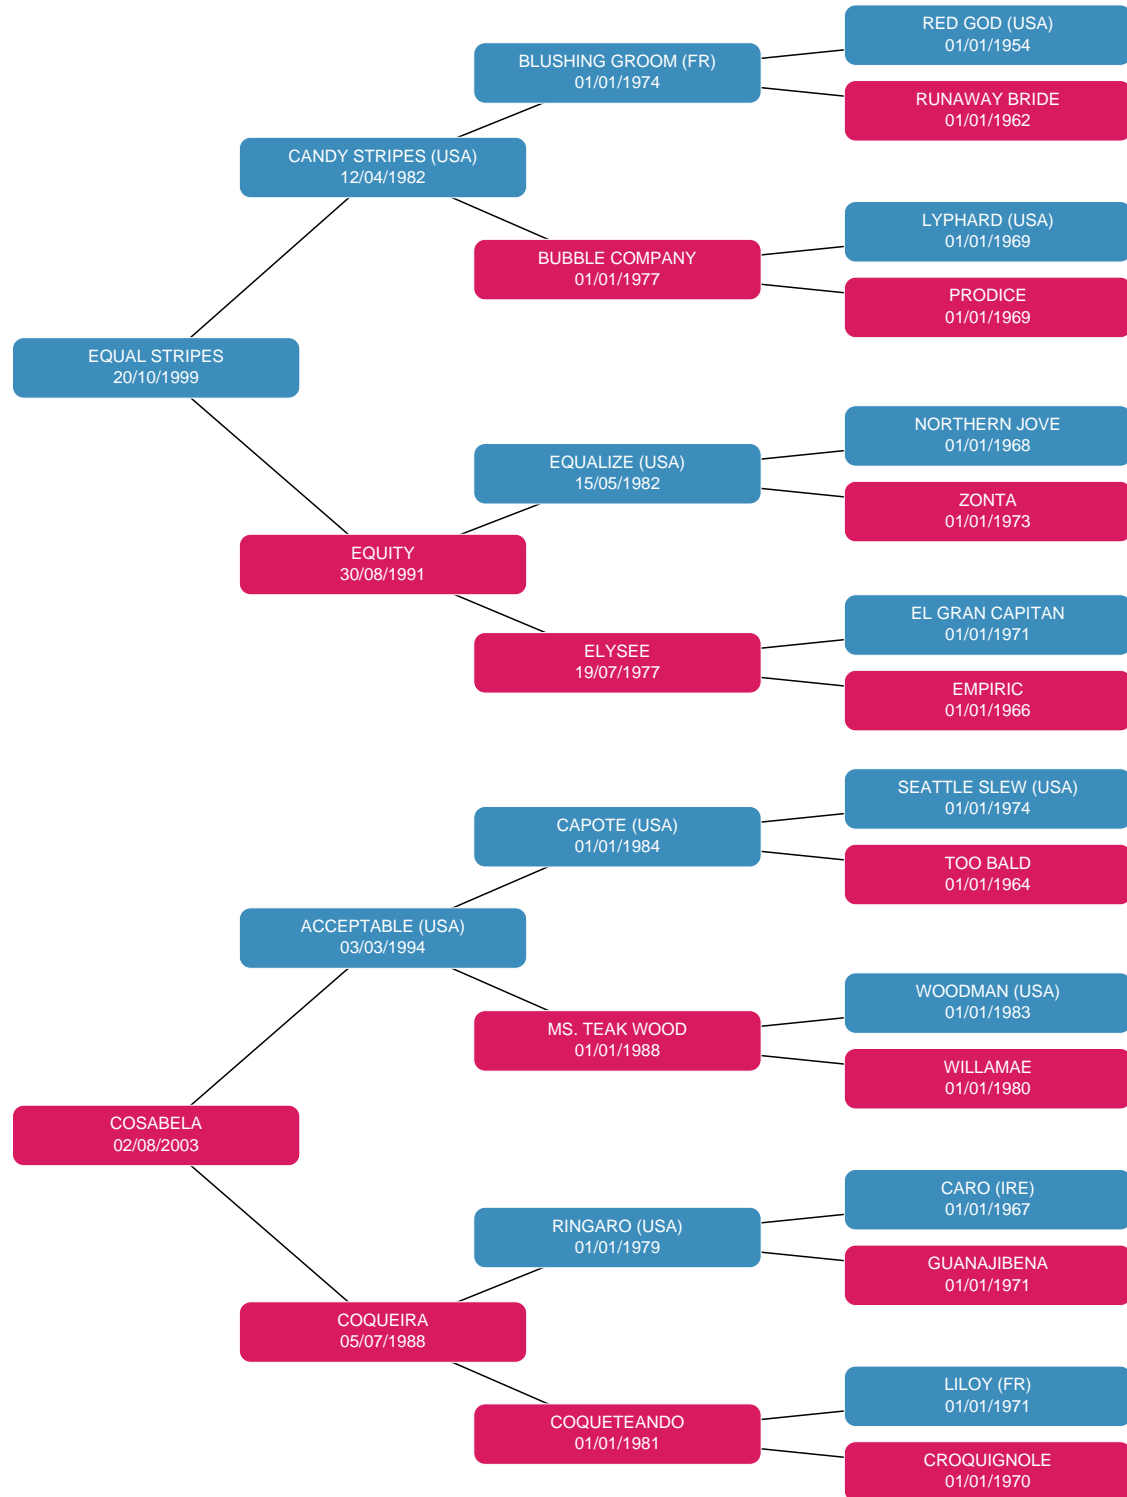 RED GOD (USA)
01/01/1954
BLUSHING GROOM (FR)
01/01/1974
RUNAWAY BRIDE
01/01/1962
CANDY STRIPES (USA)
12/04/1982
LYPHARD (USA)
01/01/1969
BUBBLE COMPANY
01/01/1977
PRODICE
01/01/1969
EQUAL STRIPES
20/10/1999
NORTHERN JOVE
01/01/1968
EQUALIZE (USA)
15/05/1982
ZONTA
01/01/1973
EQUITY
30/08/1991
EL GRAN CAPITAN
01/01/1971
ELYSEE
19/07/1977
EMPIRIC
01/01/1966
SEATTLE SLEW (USA)
01/01/1974
CAPOTE (USA)
01/01/1984
TOO BALD
01/01/1964
ACCEPTABLE (USA)
03/03/1994
WOODMAN (USA)
01/01/1983
MS. TEAK WOOD
01/01/1988
WILLAMAE
01/01/1980
COSABELA
02/08/2003
CARO (IRE)
01/01/1967
RINGARO (USA)
01/01/1979
GUANAJIBENA
01/01/1971
COQUEIRA
05/07/1988
LILOY (FR)
01/01/1971
COQUETEANDO
01/01/1981
CROQUIGNOLE
01/01/1970